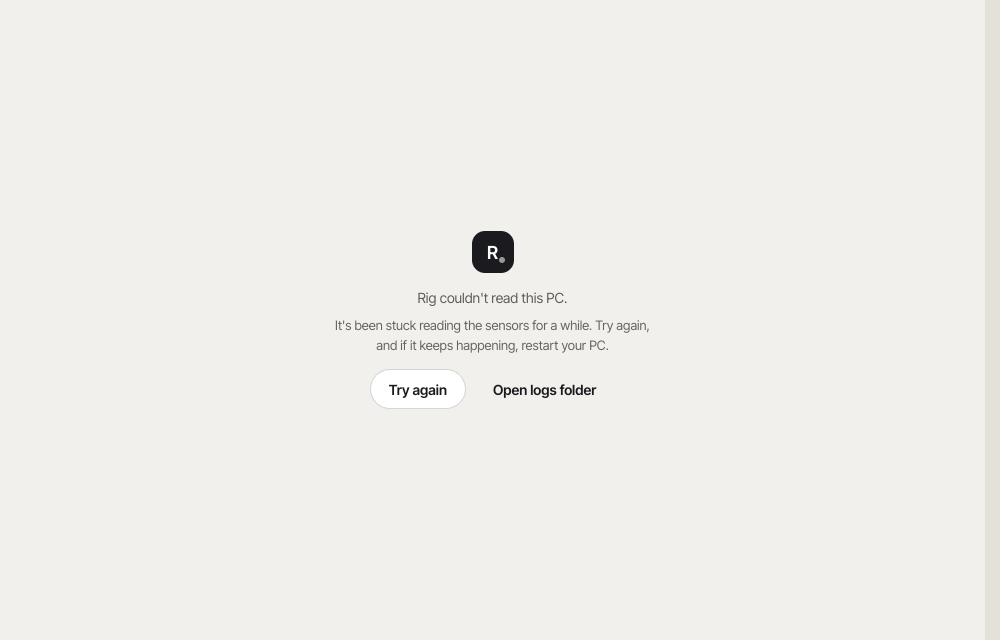 R
Rig couldn't read this PC.
It's been stuck reading the sensors for a while. Try again,
and if it keeps happening, restart your PC.
Try again
Open logs folder